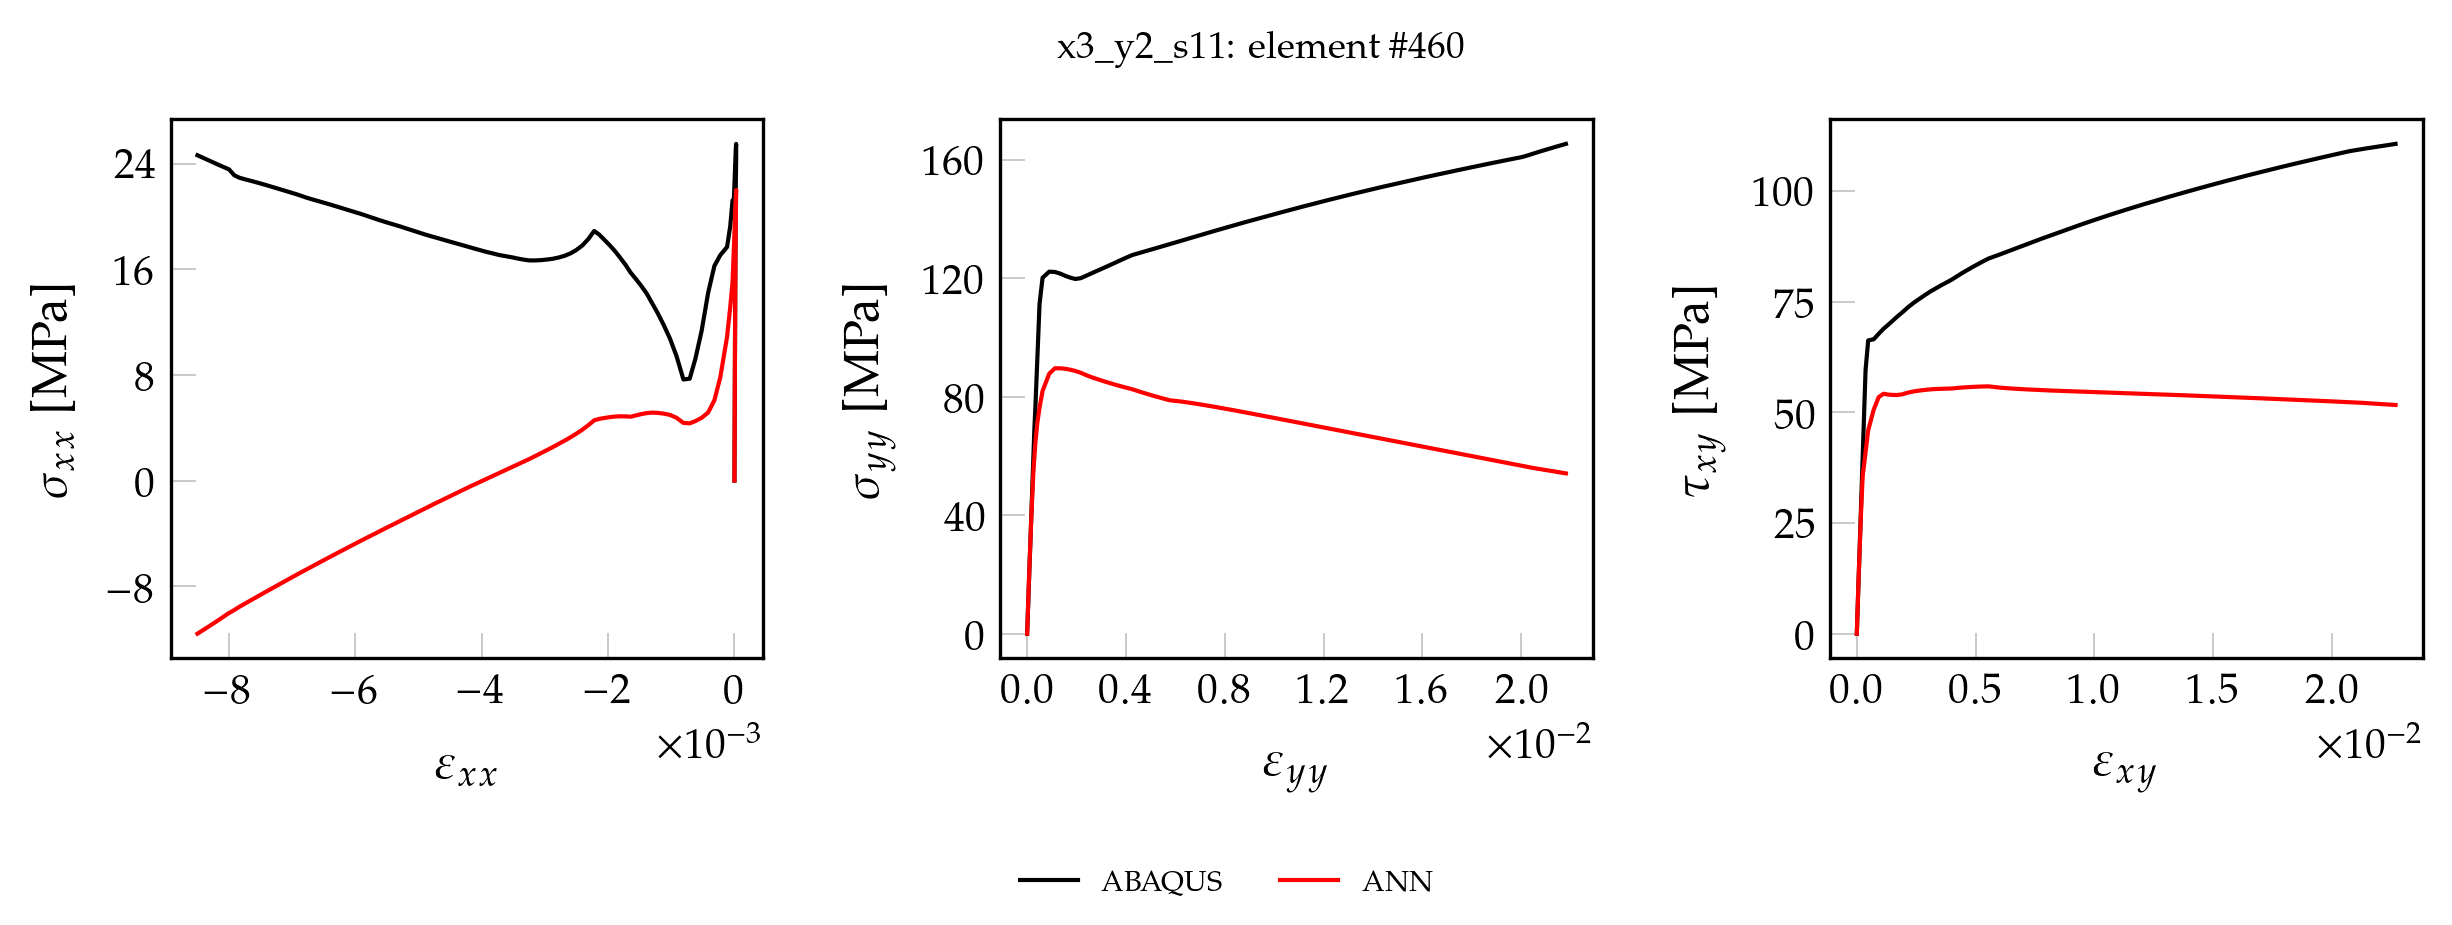 x3_y2_s11: element #460
σxx [MPa]
24
16
8
0
−8
−8 −6 −4 −2 0
×10−3
εxx
σyy [MPa]
160
120
80
40
0
0.0 0.4 0.8 1.2 1.6 2.0
×10−2
εyy
τxy [MPa]
100
75
50
25
0
0.0 0.5 1.0 1.5 2.0
×10−2
εxy
ABAQUS ANN